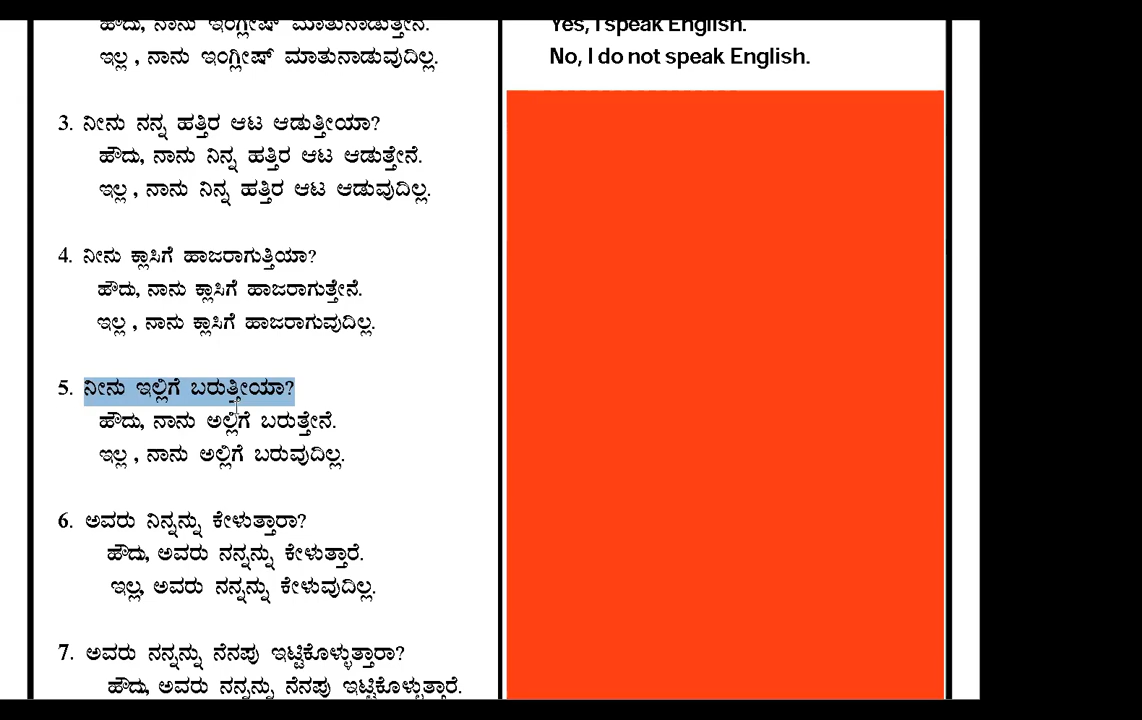 ಹೌದು, ನಾನು ಇಂಗ್ಲೀಷ್ ಮಾತುನಾಡುತ್ತೇನೆ.
Yes, I speak English.
ಇಲ್ಲ, ನಾನು ಇಂಗ್ಲೀಷ್ ಮಾತುನಾಡುವುದಿಲ್ಲ.
No, I do not speak English.
3. ನೀನು ನನ್ನ ಹತ್ತಿರ ಆಟ ಆಡುತ್ತೀಯಾ?
ಹೌದು, ನಾನು ನಿನ್ನ ಹತ್ತಿರ ಆಟ ಆಡುತ್ತೇನೆ.
ಇಲ್ಲ, ನಾನು ನಿನ್ನ ಹತ್ತಿರ ಆಟ ಆಡುವುದಿಲ್ಲ.
4. ನೀನು ಕ್ಲಾಸಿಗೆ ಹಾಜರಾಗುತ್ತಿಯಾ?
ಹೌದು, ನಾನು ಕ್ಲಾಸಿಗೆ ಹಾಜರಾಗುತ್ತೇನೆ.
ಇಲ್ಲ, ನಾನು ಕ್ಲಾಸಿಗೆ ಹಾಜರಾಗುವುದಿಲ್ಲ.
5. ನೀನು ಇಲ್ಲಿಗೆ ಬರುತ್ತೀಯಾ?
ಹೌದು, ನಾನು ಅಲ್ಲಿಗೆ ಬರುತ್ತೇನೆ.
ಇಲ್ಲ, ನಾನು ಅಲ್ಲಿಗೆ ಬರುವುದಿಲ್ಲ.
6. ಅವರು ನಿನ್ನನ್ನು ಕೇಳುತ್ತಾರಾ?
ಹೌದು, ಅವರು ನನ್ನನ್ನು ಕೇಳುತ್ತಾರೆ.
ಇಲ್ಲ, ಅವರು ನನ್ನನ್ನು ಕೇಳುವುದಿಲ್ಲ.
7. ಅವರು ನನ್ನನ್ನು ನೆನಪು ಇಟ್ಟಿಕೊಳ್ಳುತ್ತಾರಾ?
ಹೌದು, ಅವರು ನನ್ನನ್ನು ನೆನಪು ಇಟ್ಟಿಕೊಳ್ಳುತ್ತಾರೆ.